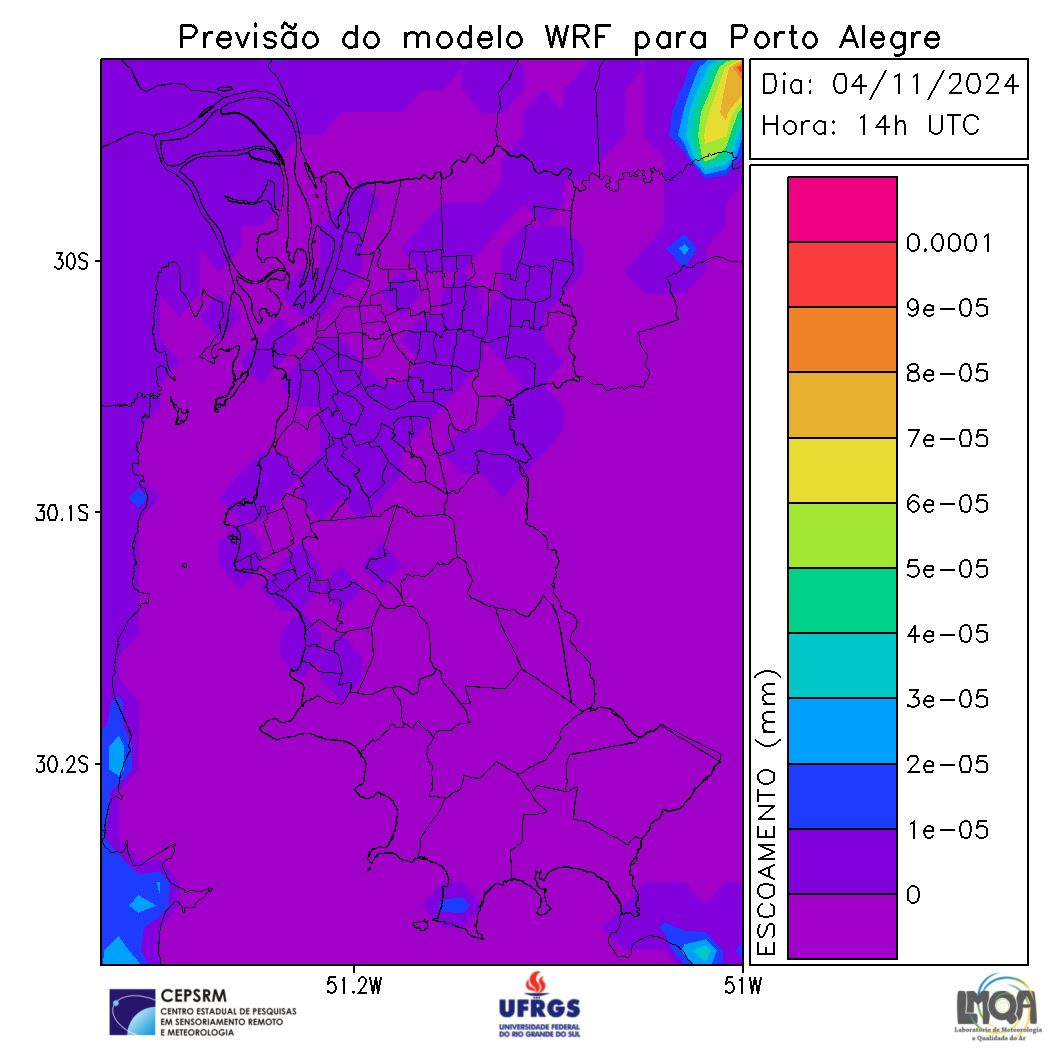 Previsão do modelo WRF para Porto Alegre
Dia: 04/11/2024
Hora: 14h UTC
30S
30.1S
30.2S
51.2W
51W
ESCOAMENTO (mm)
0.0001
9e-05
8e-05
7e-05
6e-05
5e-05
4e-05
3e-05
2e-05
1e-05
0
CEPSRM
CENTRO ESTADUAL DE PESQUISAS
EM SENSORIAMENTO REMOTO
E METEOROLOGIA
UFRGS
UNIVERSIDADE FEDERAL
DO RIO GRANDE DO SUL
LMQA
Laboratório de Meteorologia
e Qualidade do Ar